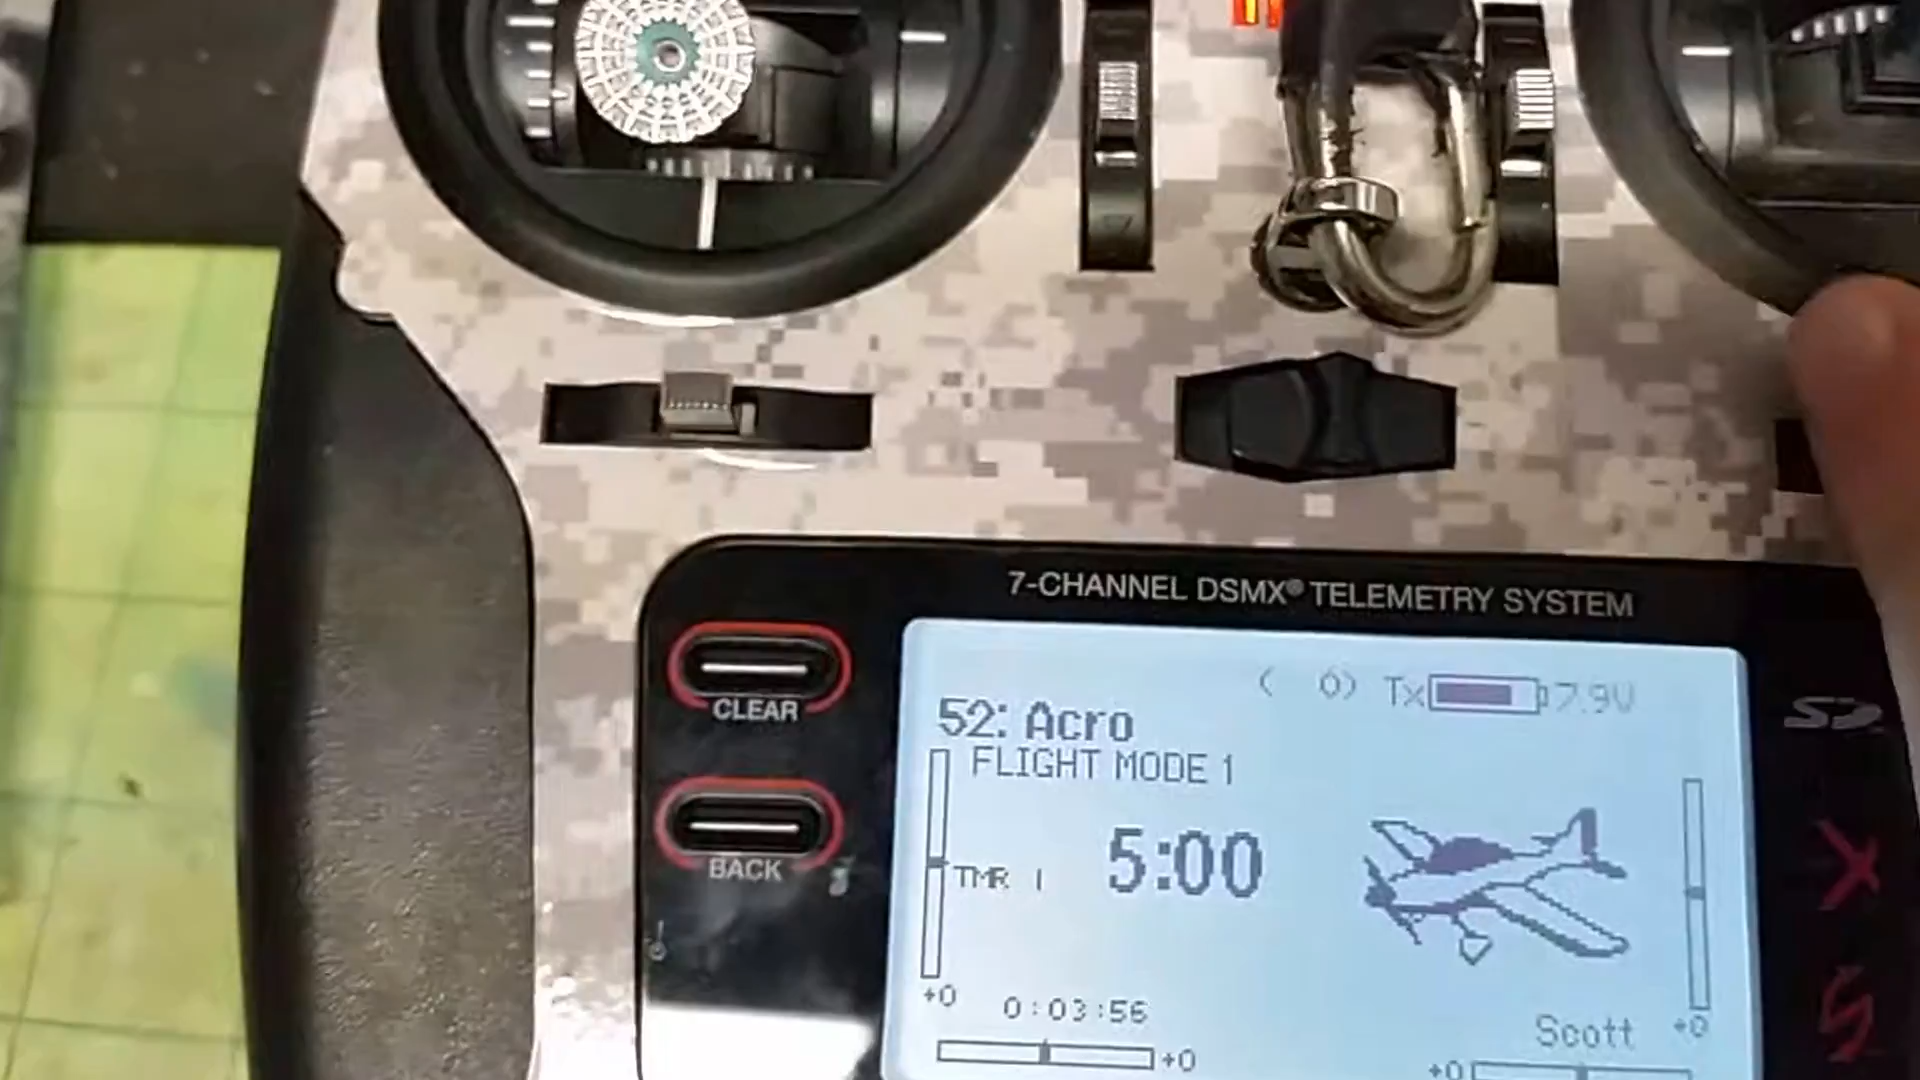 7-CHANNEL DSMX® TELEMETRY SYSTEM
( 0) Tx 7.9V
52: Acro
FLIGHT MODE 1
CLEAR
TMR 1 5:00
BACK
+0 0:03:56
Scott +0
+0 +0